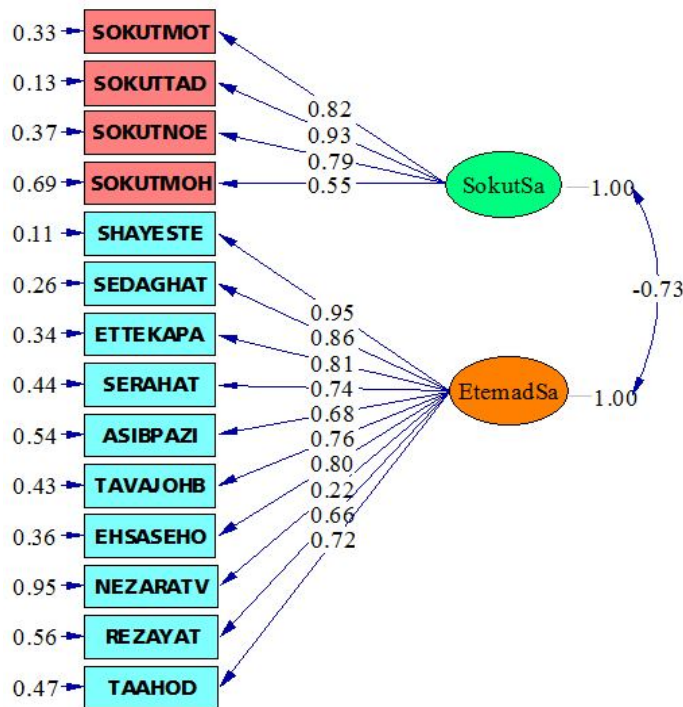 0.33 SOKUTMOT
0.13 SOKUTTAD
0.82
0.93
0.37 SOKUTNOE
0.79
0.69 SOKUTMOH
0.55
SokutSa 1.00
0.11 SHAYESTE
0.26 SEDAGHAT
-0.73
0.95
0.34 ETTEKAPA
0.86
0.81
0.44 SERAHAT
0.74
EtemadSa 1.00
0.68
0.54 ASIBPAZI
0.76
0.80
0.43 TAVAJOHB
0.22
0.66
0.36 EHSASEHO
0.72
0.95 NEZARATV
0.56 REZAYAT
0.47 TAAHOD